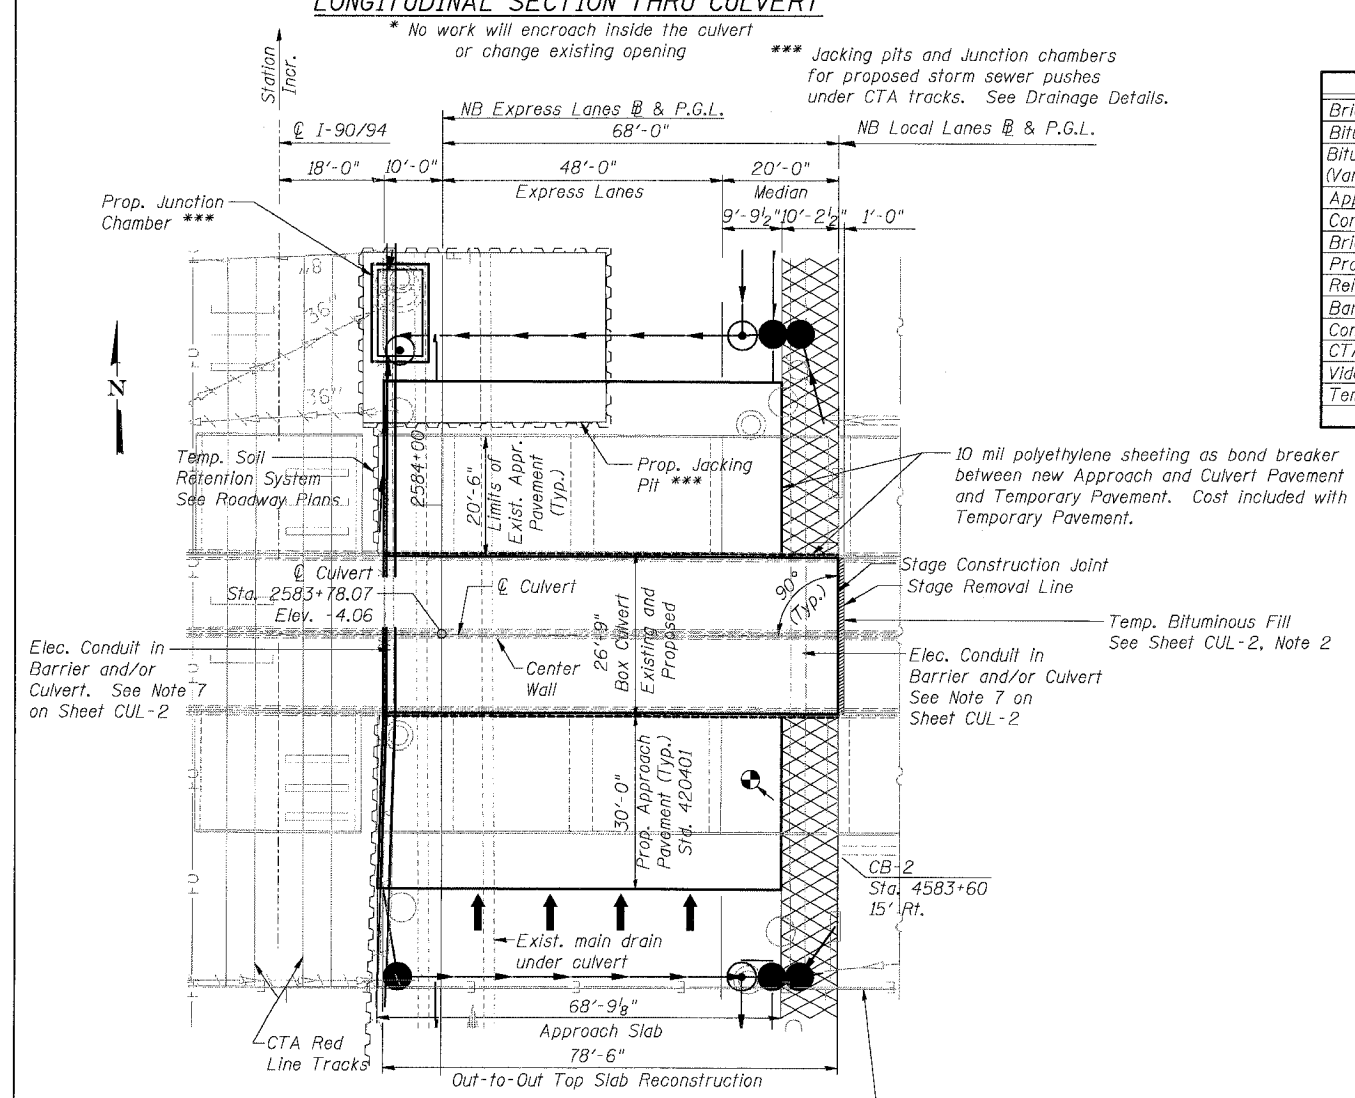 LONGITUDINAL SECTION THRU CULVERT
* No work will encroach inside the culvert
or change existing opening
*** Jacking pits and Junction chambers
for proposed storm sewer pushes
under CTA tracks. See Drainage Details.
Station
Incr.
NB Express Lanes ⅊ & P.G.L.
℄ I-90/94
68'-0"
NB Local Lanes ⅊ & P.G.L.
18'-0"
10'-0"
48'-0"
20'-0"
Express Lanes
Median
9'-9½"
10'-2½"
1'-0"
Prop. Junction
Chamber ***
36"
36"
N
Temp. Soil
Retention System
See Roadway Plans
2584+00
20'-6"
Limits of
Exist. Appr.
Pavement
(Typ.)
Prop. Jacking
Pit ***
10 mil polyethylene sheeting as bond breaker
between new Approach and Culvert Pavement
and Temporary Pavement. Cost included with
Temporary Pavement.
℄ Culvert
Sta. 2583+78.07
Elev. -4.06
℄ Culvert
90°
(Typ.)
Stage Construction Joint
Stage Removal Line
Temp. Bituminous Fill
See Sheet CUL-2, Note 2
Elec. Conduit in
Barrier and/or
Culvert. See Note 7
on Sheet CUL-2
Center
Wall
26'-9"
Box Culvert
Existing and
Proposed
Elec. Conduit in
Barrier and/or Culvert
See Note 7 on
Sheet CUL-2
30'-0"
Prop. Approach
Pavement (Typ.)
Std. 420401
CB-2
Sta. 4583+60
15' Rt.
Exist. main drain
under culvert
68'-9⅛"
Approach Slab
CTA Red
Line Tracks
78'-6"
Out-to-Out Top Slab Reconstruction